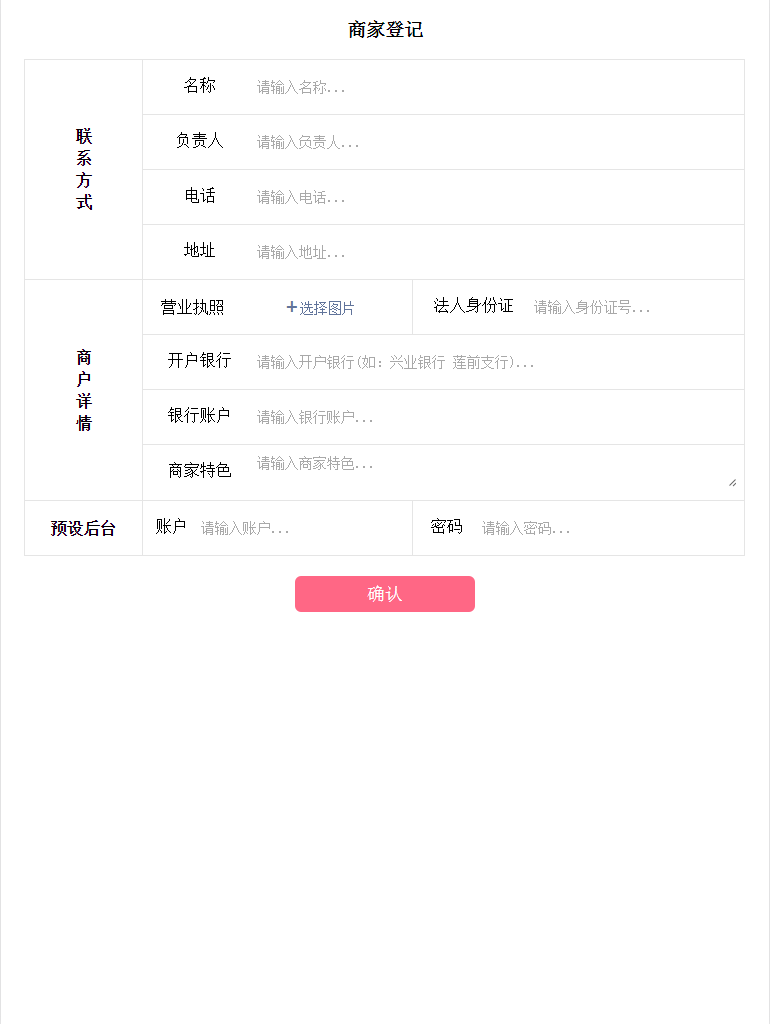 商家登记
联系方式
名称 请输入名称...
负责人 请输入负责人...
电话 请输入电话...
地址 请输入地址...
商户详情
营业执照 +选择图片 法人身份证 请输入身份证号...
开户银行 请输入开户银行(如：兴业银行 莲前支行)...
银行账户 请输入银行账户...
商家特色 请输入商家特色...
预设后台 账户 请输入账户... 密码 请输入密码...
确认